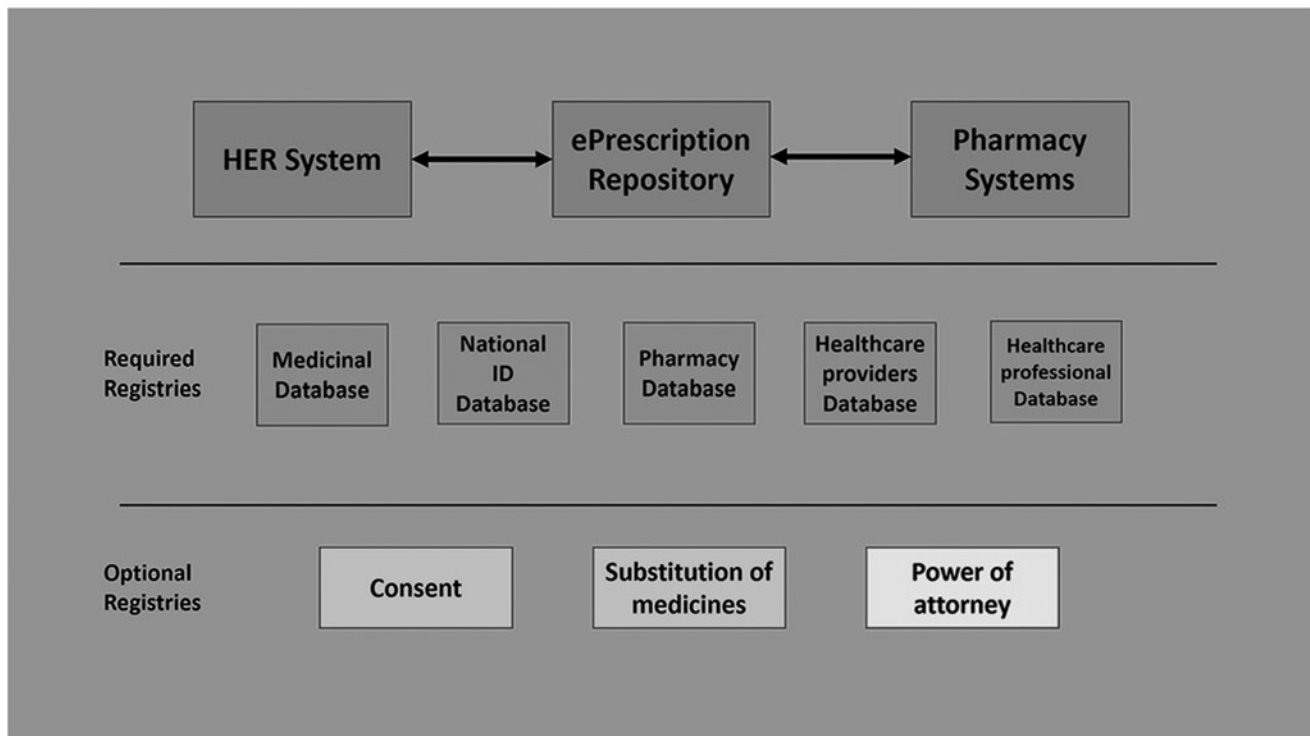 HER System
ePrescription
Repository
Pharmacy
Systems
Required
Registries
Medicinal
Database
National
ID
Database
Pharmacy
Database
Healthcare
providers
Database
Healthcare
professional
Database
Optional
Registries
Consent
Substitution of
medicines
Power of
attorney